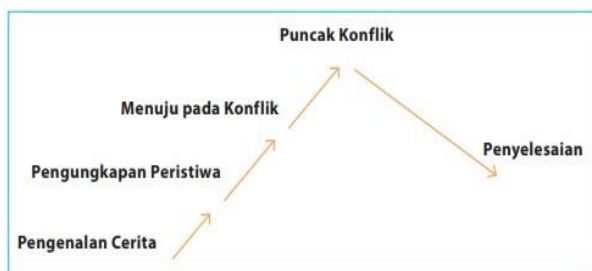 Puncak Konflik
Menuju pada Konflik
Penyelesaian
Pengungkapan Peristiwa
Pengenalan Cerita